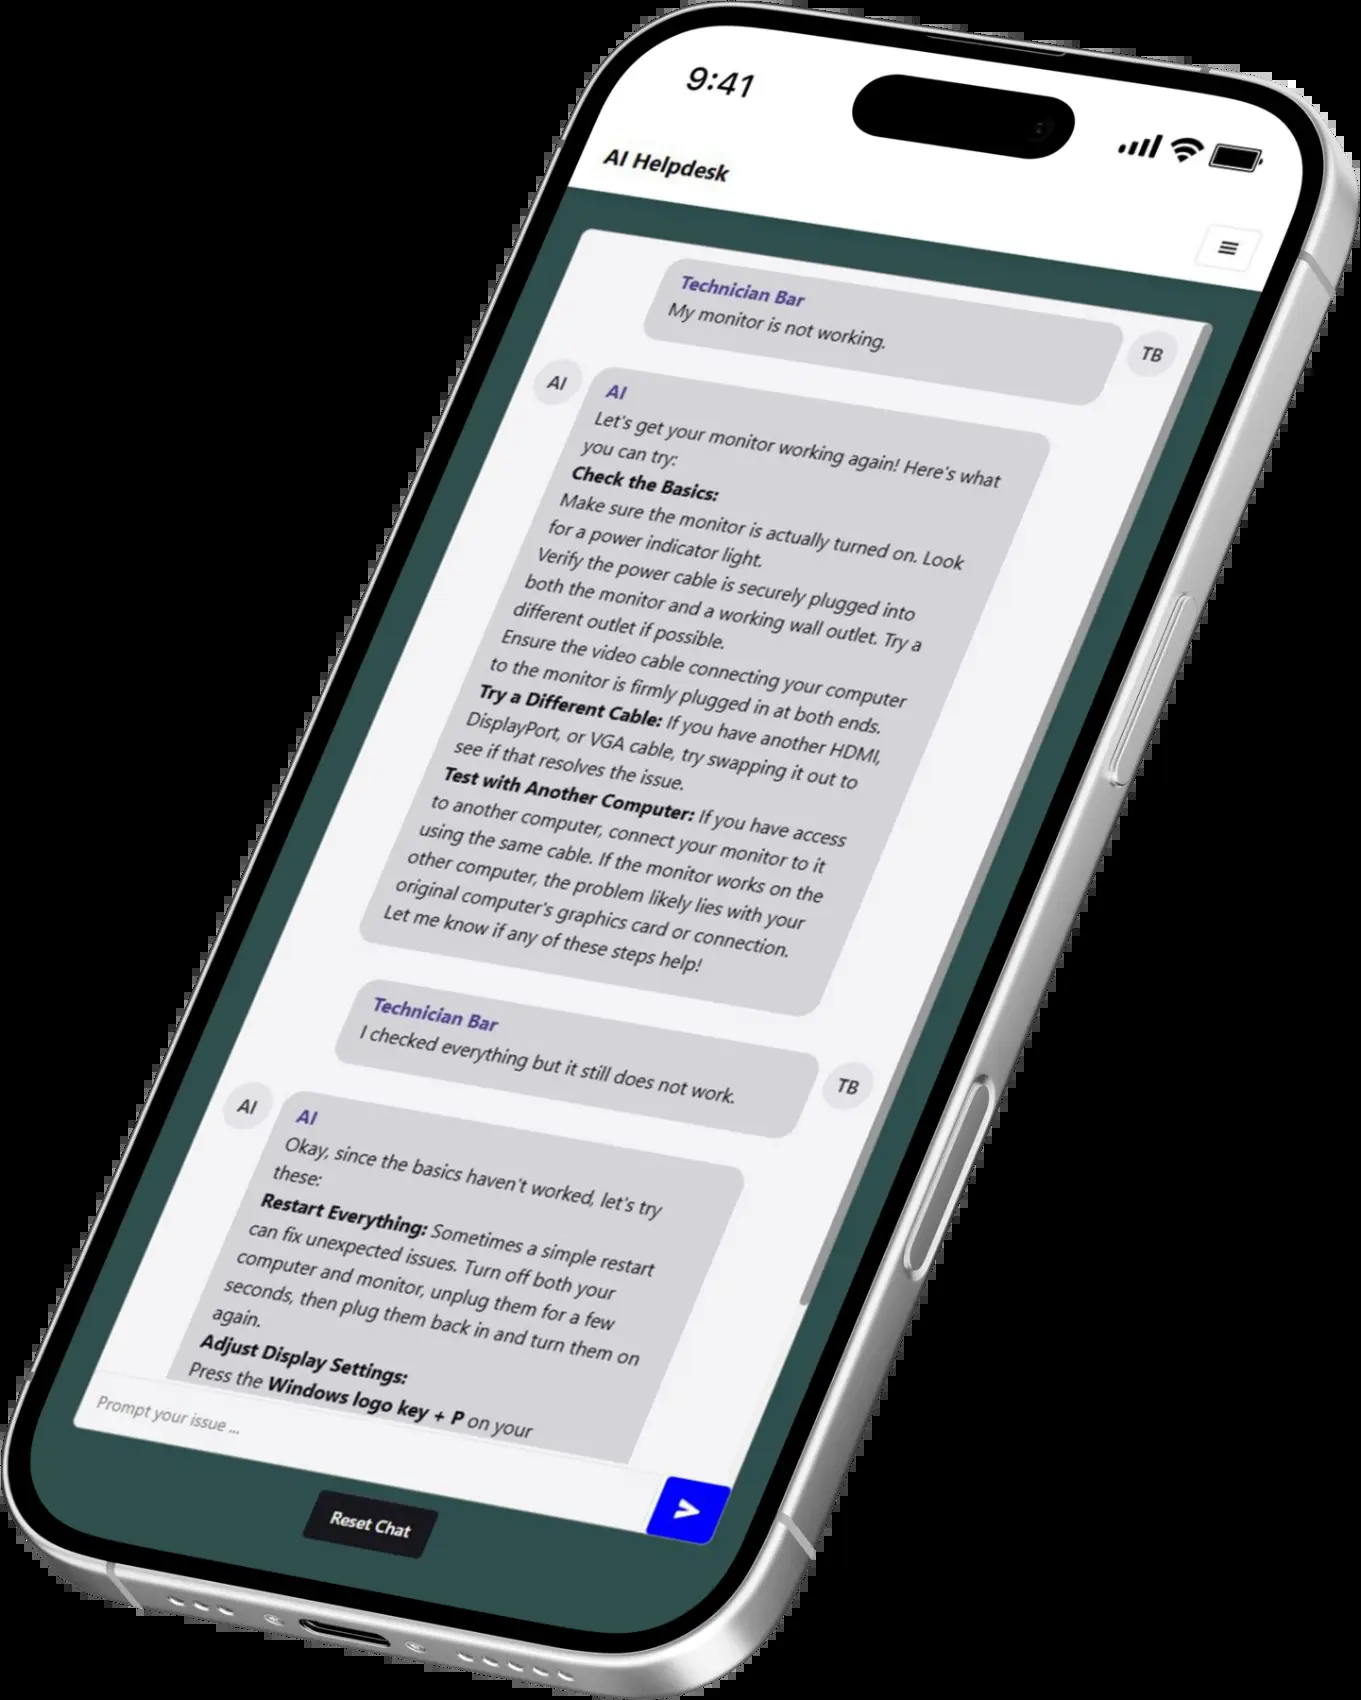 9:41
AI Helpdesk
Technician Bar
My monitor is not working.
TB
AI
AI
Let's get your monitor working again! Here's what
you can try:
Check the Basics:
Make sure the monitor is actually turned on. Look
for a power indicator light.
Verify the power cable is securely plugged into
both the monitor and a working wall outlet. Try a
different outlet if possible.
Ensure the video cable connecting your computer
to the monitor is firmly plugged in at both ends.
Try a Different Cable: If you have another HDMI,
DisplayPort, or VGA cable, try swapping it out to
see if that resolves the issue.
Test with Another Computer: If you have access
to another computer, connect your monitor to it
using the same cable. If the monitor works on the
other computer, the problem likely lies with your
original computer's graphics card or connection.
Let me know if any of these steps help!
Technician Bar
I checked everything but it still does not work.
TB
AI
AI
Okay, since the basics haven't worked, let's try
these:
Restart Everything: Sometimes a simple restart
can fix unexpected issues. Turn off both your
computer and monitor, unplug them for a few
seconds, then plug them back in and turn them on
again.
Adjust Display Settings:
Press the Windows logo key + P on your
Prompt your issue ...
Reset Chat